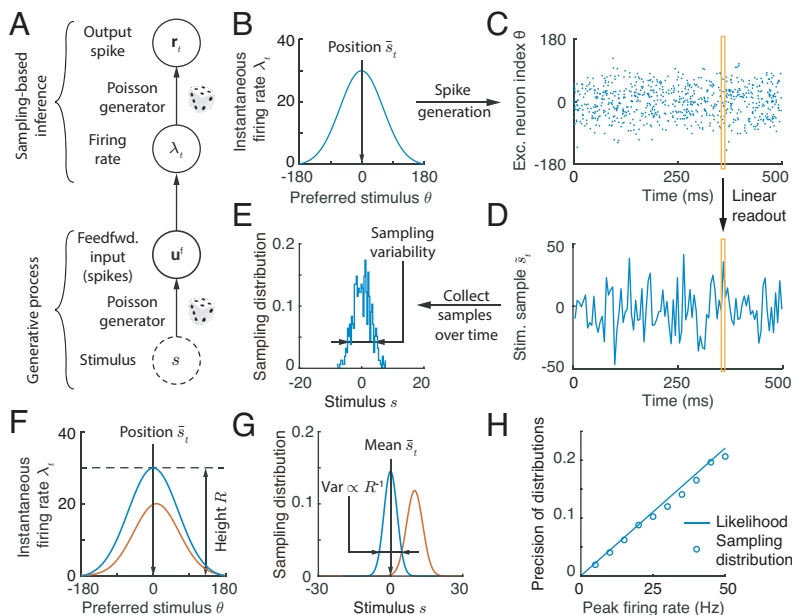 A
Sampling-based
inference
Output
spike
r_t
Poisson
generator
Firing
rate
λ_t
Generative process
Feedfwd.
input
(spikes)
u^f
Poisson
generator
Stimulus
s
B
Instantaneous
firing rate λ_t
40
20
0
Position s̄_t
-180 0 180
Preferred stimulus θ
Spike
generation
C
Exc. neuron index θ
180
0
-180
0 250 500
Time (ms)
Linear
readout
D
Stim. sample s̃_t
50
0
-50
0 250 500
Time (ms)
Collect
samples
over time
E
Sampling distribution
0.2
0.15
0.1
0
Sampling
variability
-20 0 20
Stimulus s
F
Instantaneous
firing rate λ_t
40
30
20
0
Position s̄_t
Height R
-180 0 180
Preferred stimulus θ
G
Sampling distribution
0.2
0.15
0.1
0
Mean s̄_t
Var ∝ R⁻¹
-30 0 30
Stimulus s
H
Precision of distributions
0.2
0.1
0
Likelihood
Sampling
distribution
0 25 50
Peak firing rate (Hz)